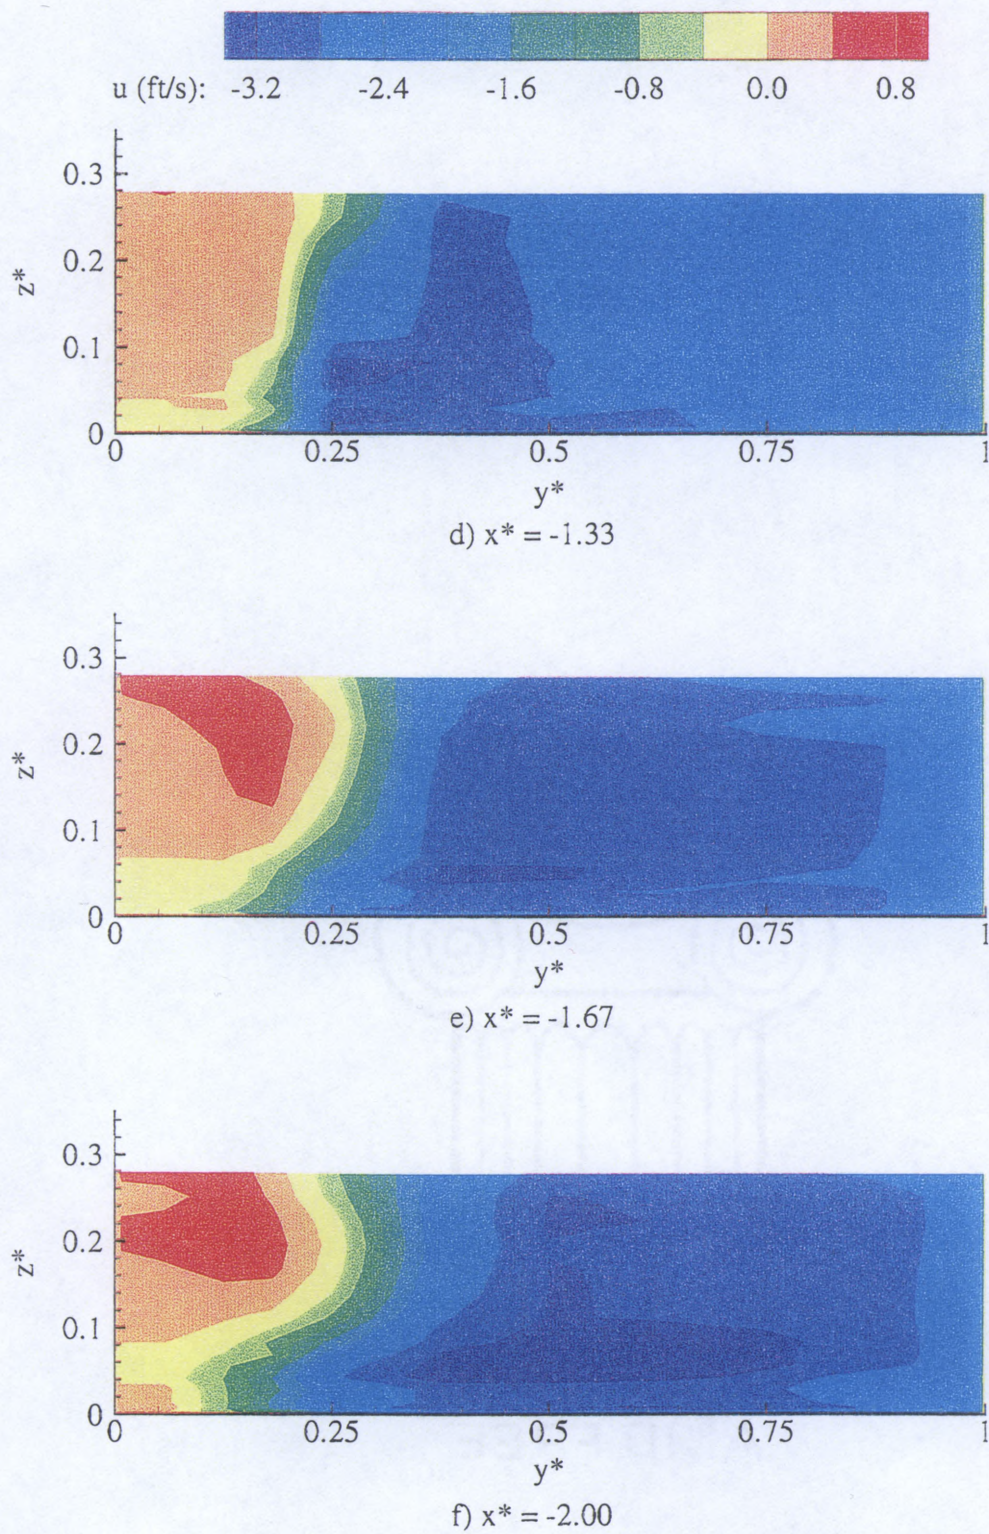 u (ft/s): -3.2 -2.4 -1.6 -0.8 0.0 0.8
0.3
0.2
z*
0.1
0
0 0.25 0.5 0.75 1
y*
d) x* = -1.33
0.3
0.2
z*
0.1
0
0 0.25 0.5 0.75 1
y*
e) x* = -1.67
0.3
0.2
z*
0.1
0
0 0.25 0.5 0.75 1
y*
f) x* = -2.00